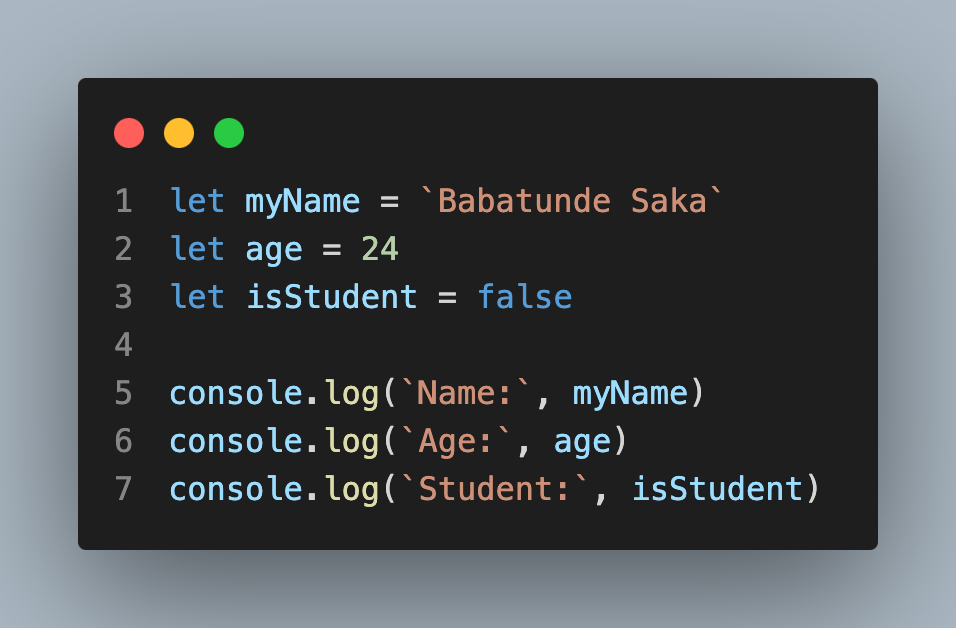 1 let myName = `Babatunde Saka`
2 let age = 24
3 let isStudent = false
4
5 console.log(`Name:`, myName)
6 console.log(`Age:`, age)
7 console.log(`Student:`, isStudent)